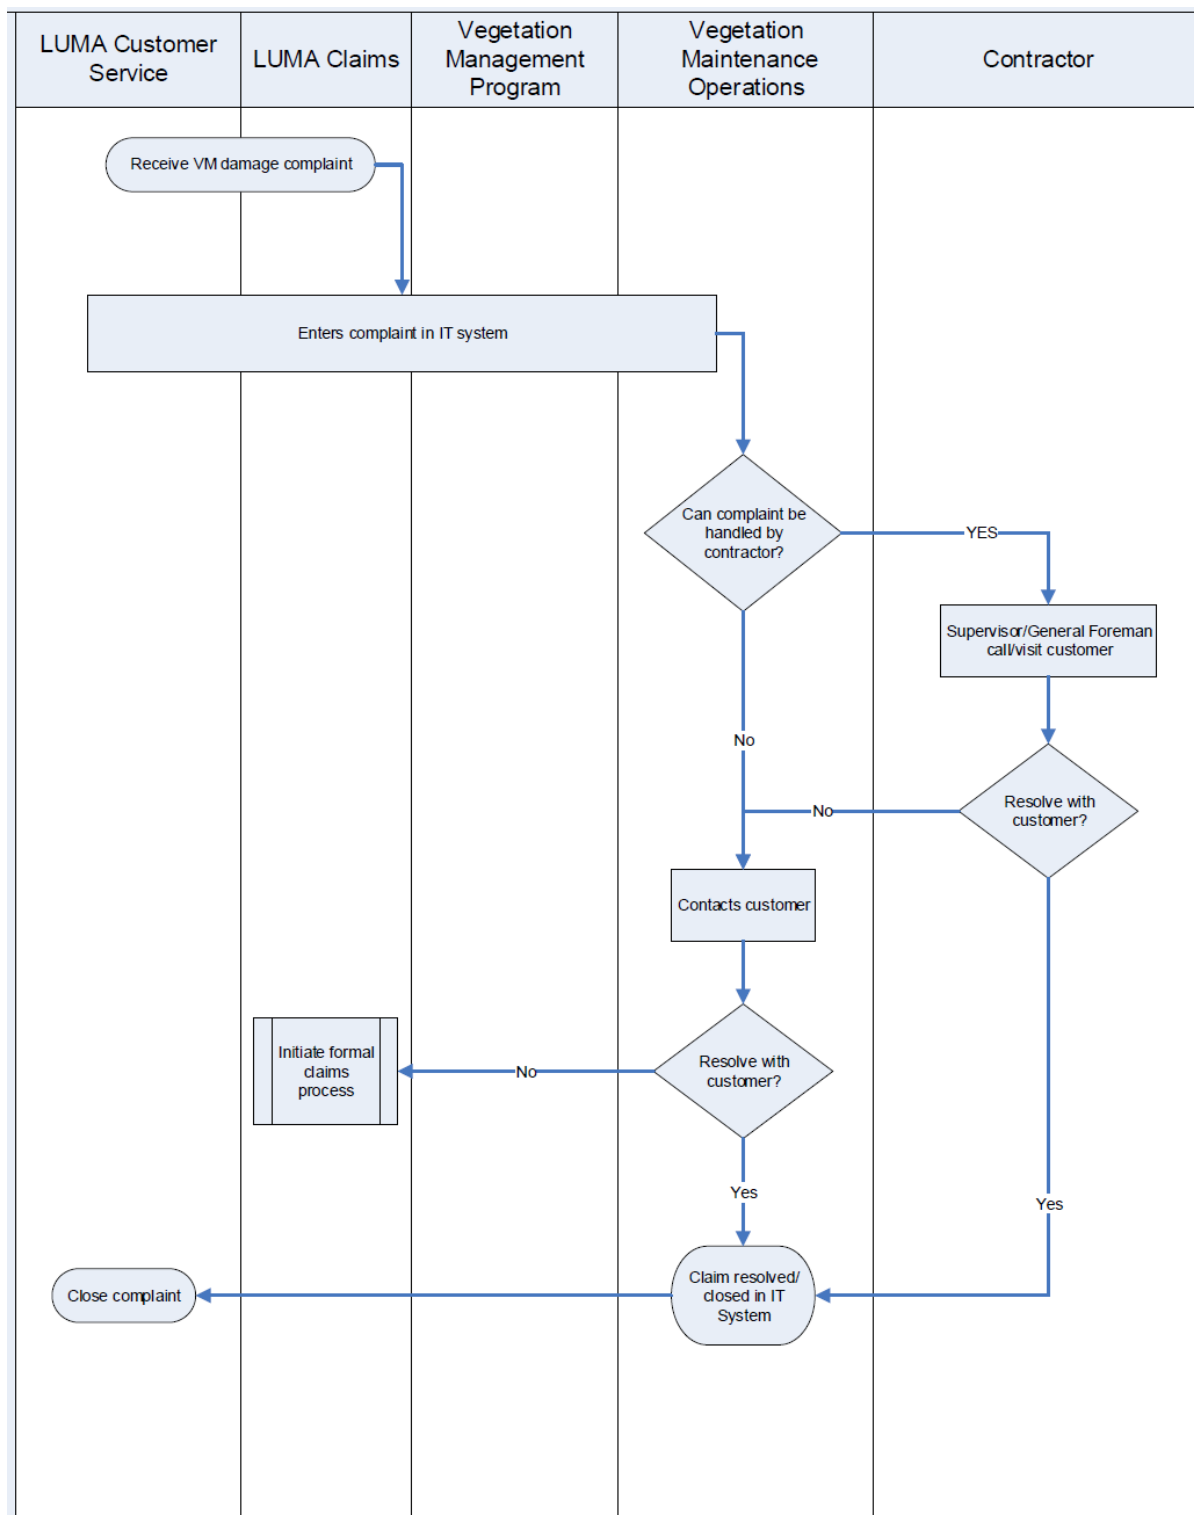 LUMA Customer
Service
LUMA Claims
Vegetation
Management
Program
Vegetation
Maintenance
Operations
Contractor
Receive VM damage complaint
Enters complaint in IT system
Can complaint be
handled by
contractor?
YES
Supervisor/General Foreman
call/visit customer
No
Resolve with
customer?
No
Contacts customer
Initiate formal
claims
process
No
Resolve with
customer?
Yes
Yes
Close complaint
Claim resolved/
closed in IT
System